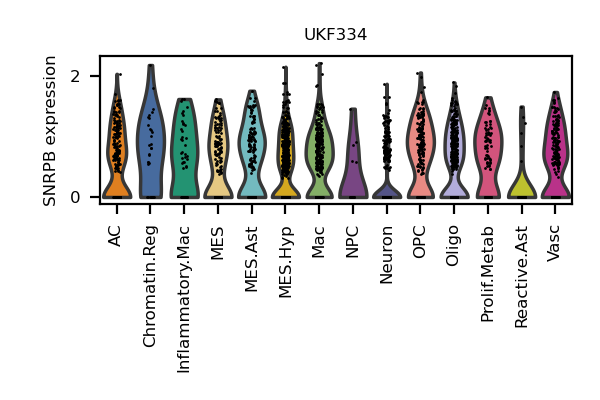 UKF334
SNRPB expression
2
0
AC
Chromatin.Reg
Inflammatory.Mac
MES
MES.Ast
MES.Hyp
Mac
NPC
Neuron
OPC
Oligo
Prolif.Metab
Reactive.Ast
Vasc